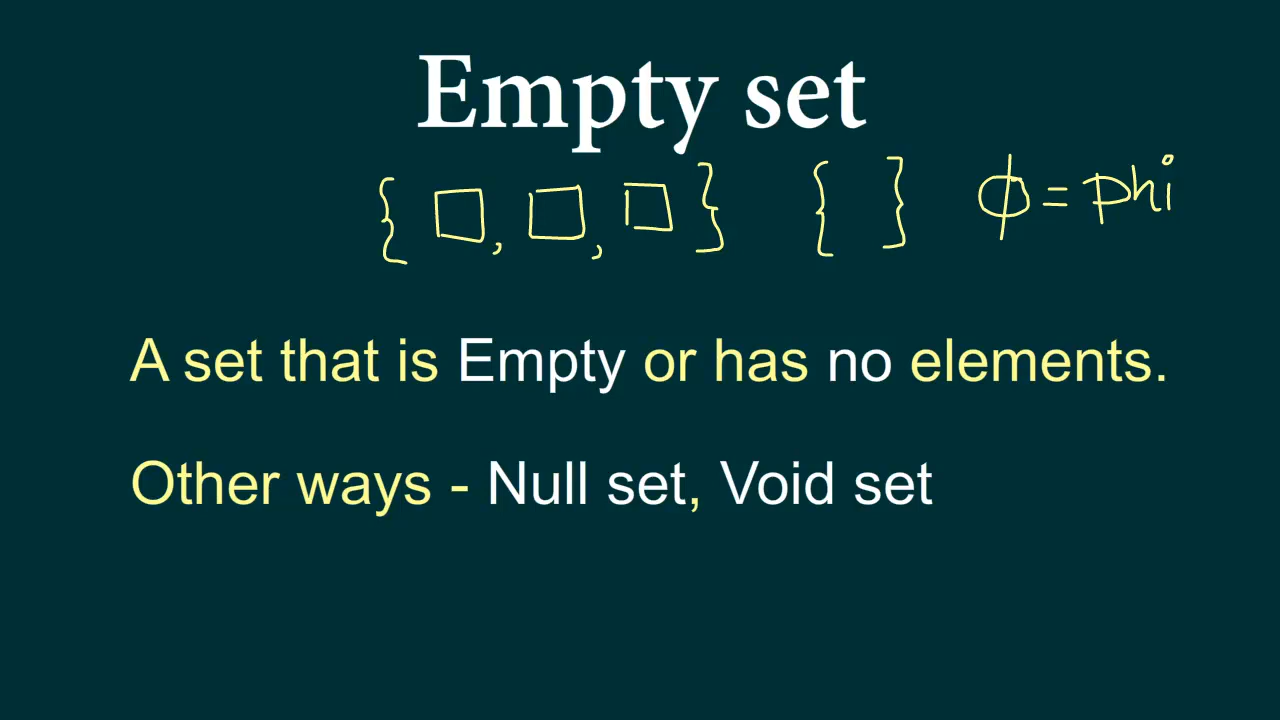 Empty set
{ □, □, □ } { } ϕ = phi
A set that is Empty or has no elements.
Other ways - Null set, Void set